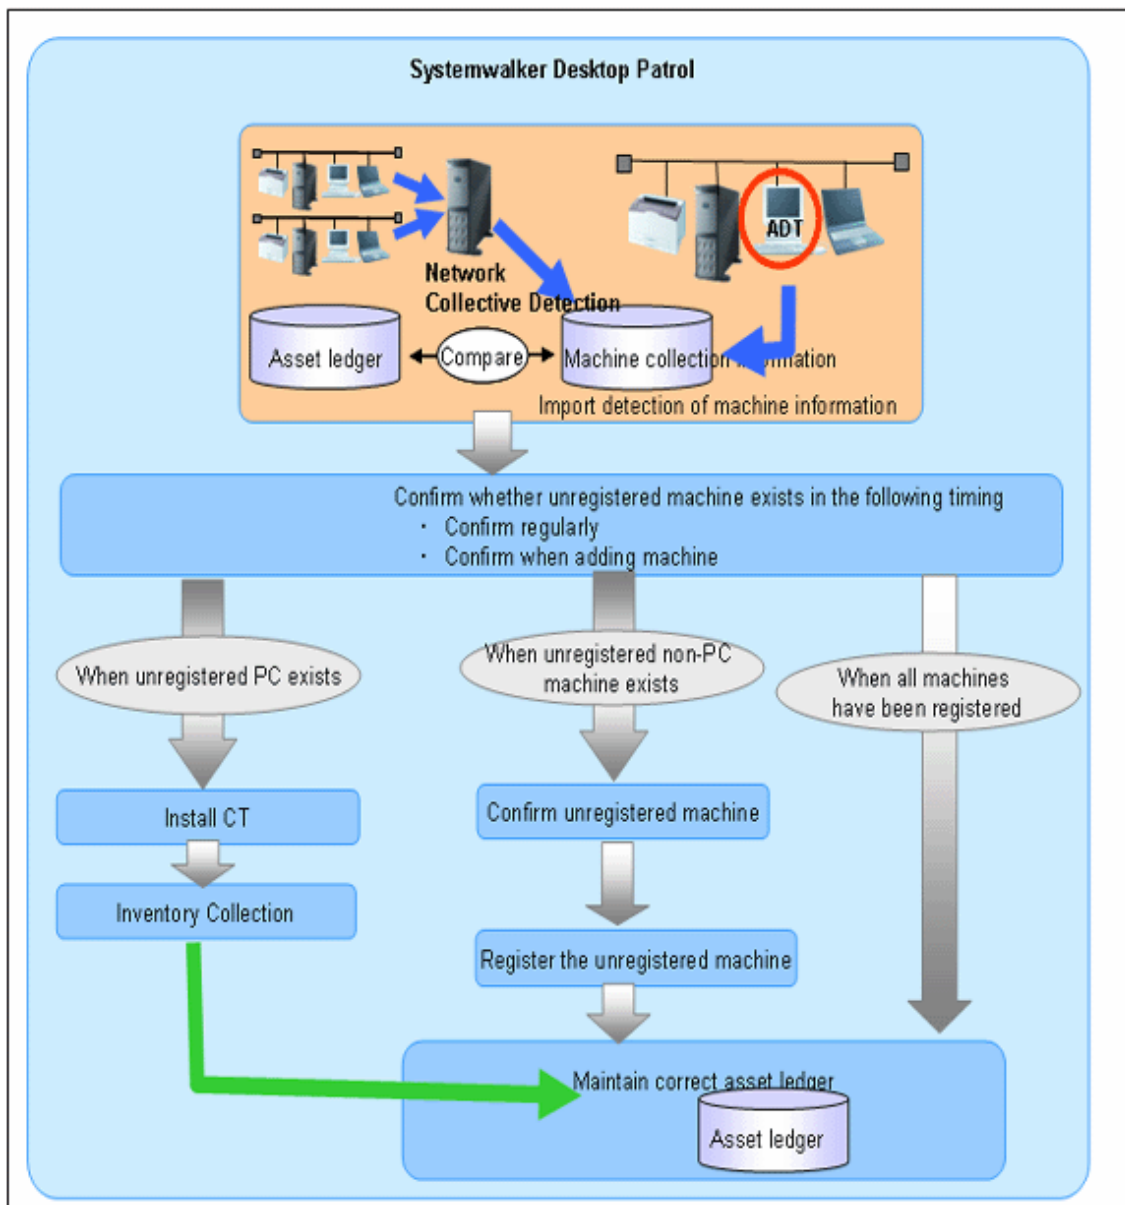 Systemwalker Desktop Patrol
ADT
Network
Collective Detection
Asset ledger
Compare
Machine collection information
Import detection of machine information
Confirm whether unregistered machine exists in the following timing
・ Confirm regularly
・ Confirm when adding machine
When unregistered PC exists
When unregistered non-PC
machine exists
When all machines
have been registered
Install CT
Confirm unregistered machine
Inventory Collection
Register the unregistered machine
Maintain correct asset ledger
Asset ledger